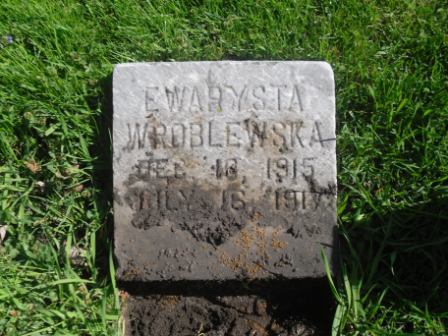 EWARYSTA
WROBLEWSKA
DEC. 18, 1915
JULY 16, 1917